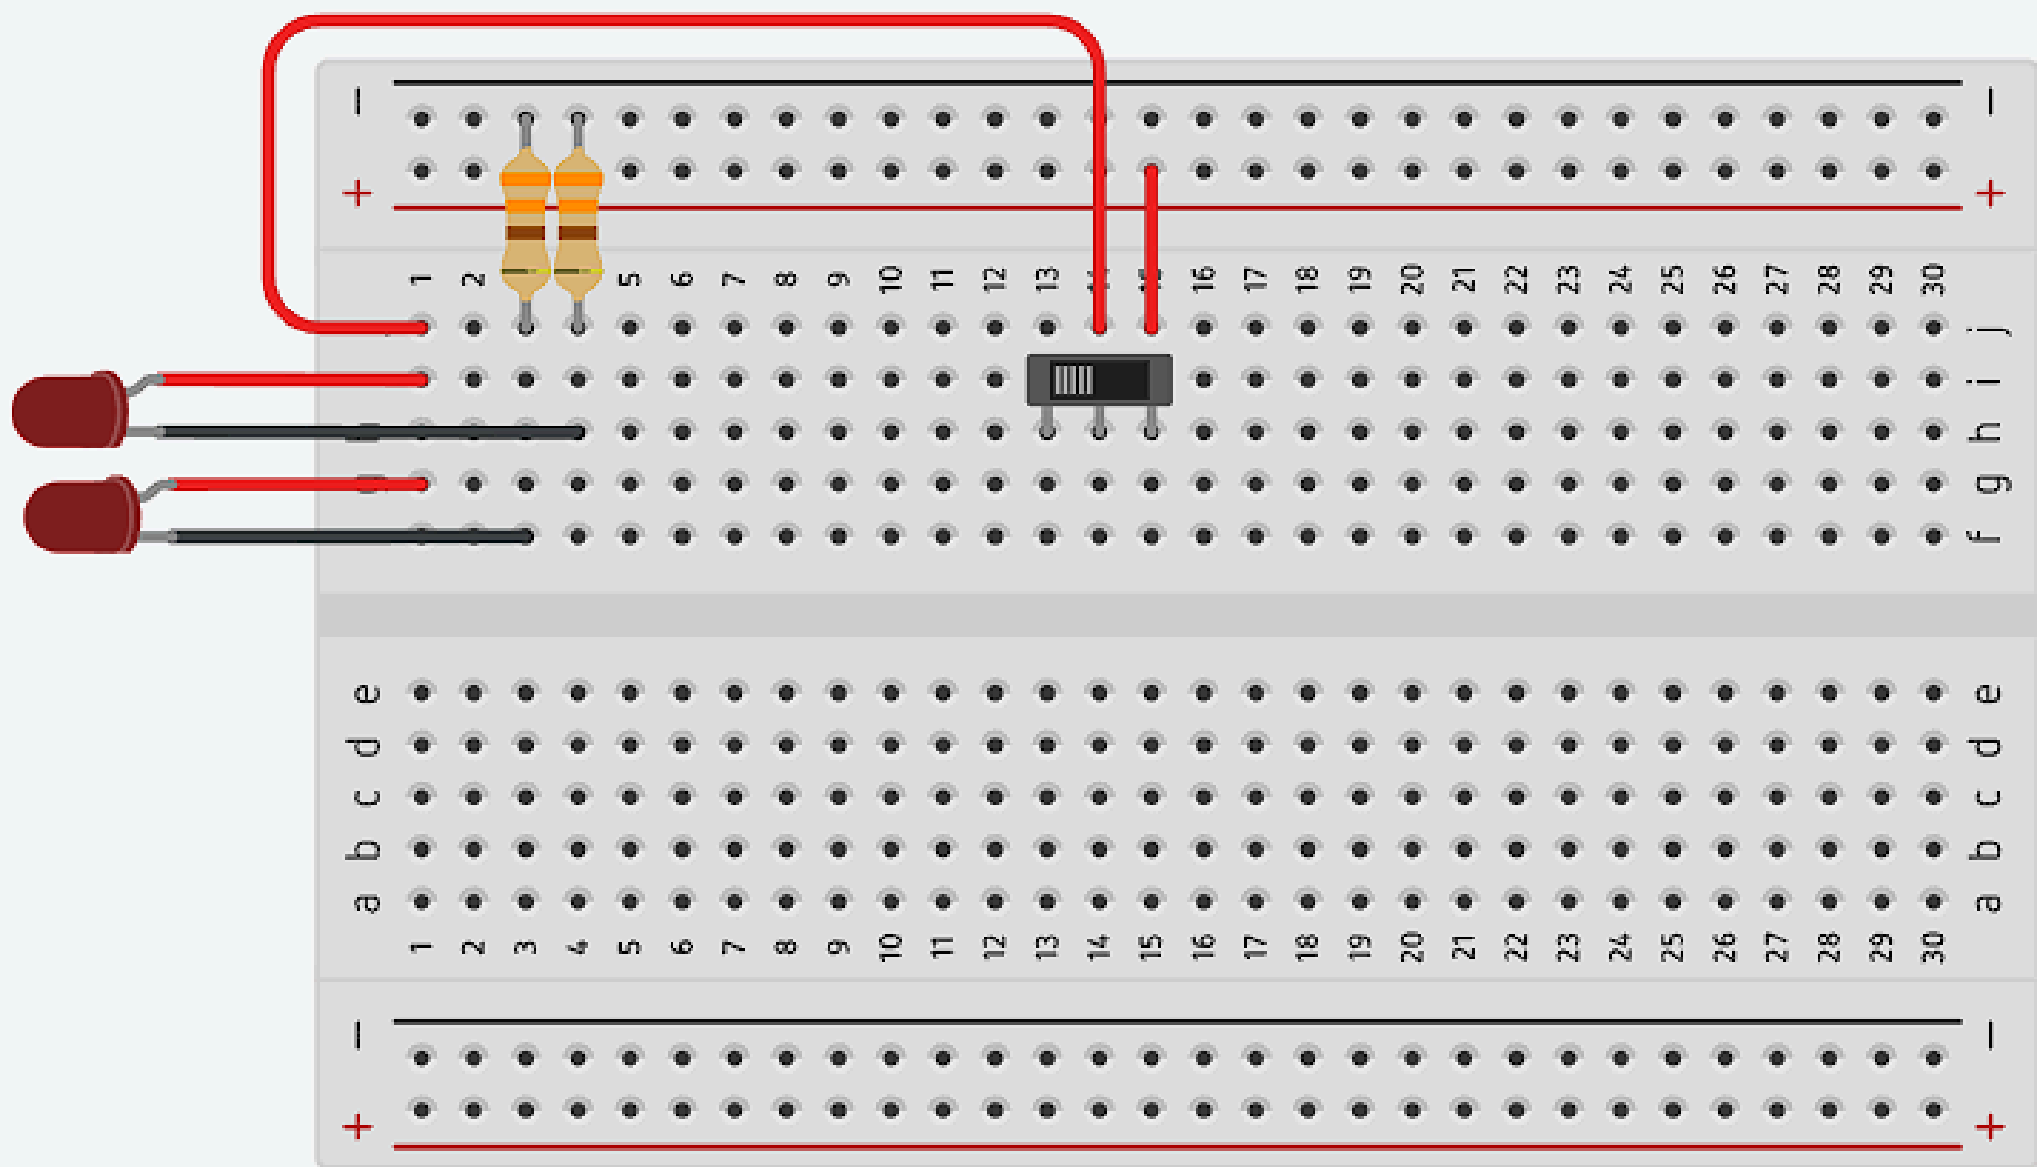 − −
+ +
1 2 5 6 7 8 9 10 11 12 13 16 17 18 19 20 21 22 23 24 25 26 27 28 29 30
j
i
h
g
f
e e
d d
c c
b b
a a
1 2 3 4 5 6 7 8 9 10 11 12 13 14 15 16 17 18 19 20 21 22 23 24 25 26 27 28 29 30
− −
+ +